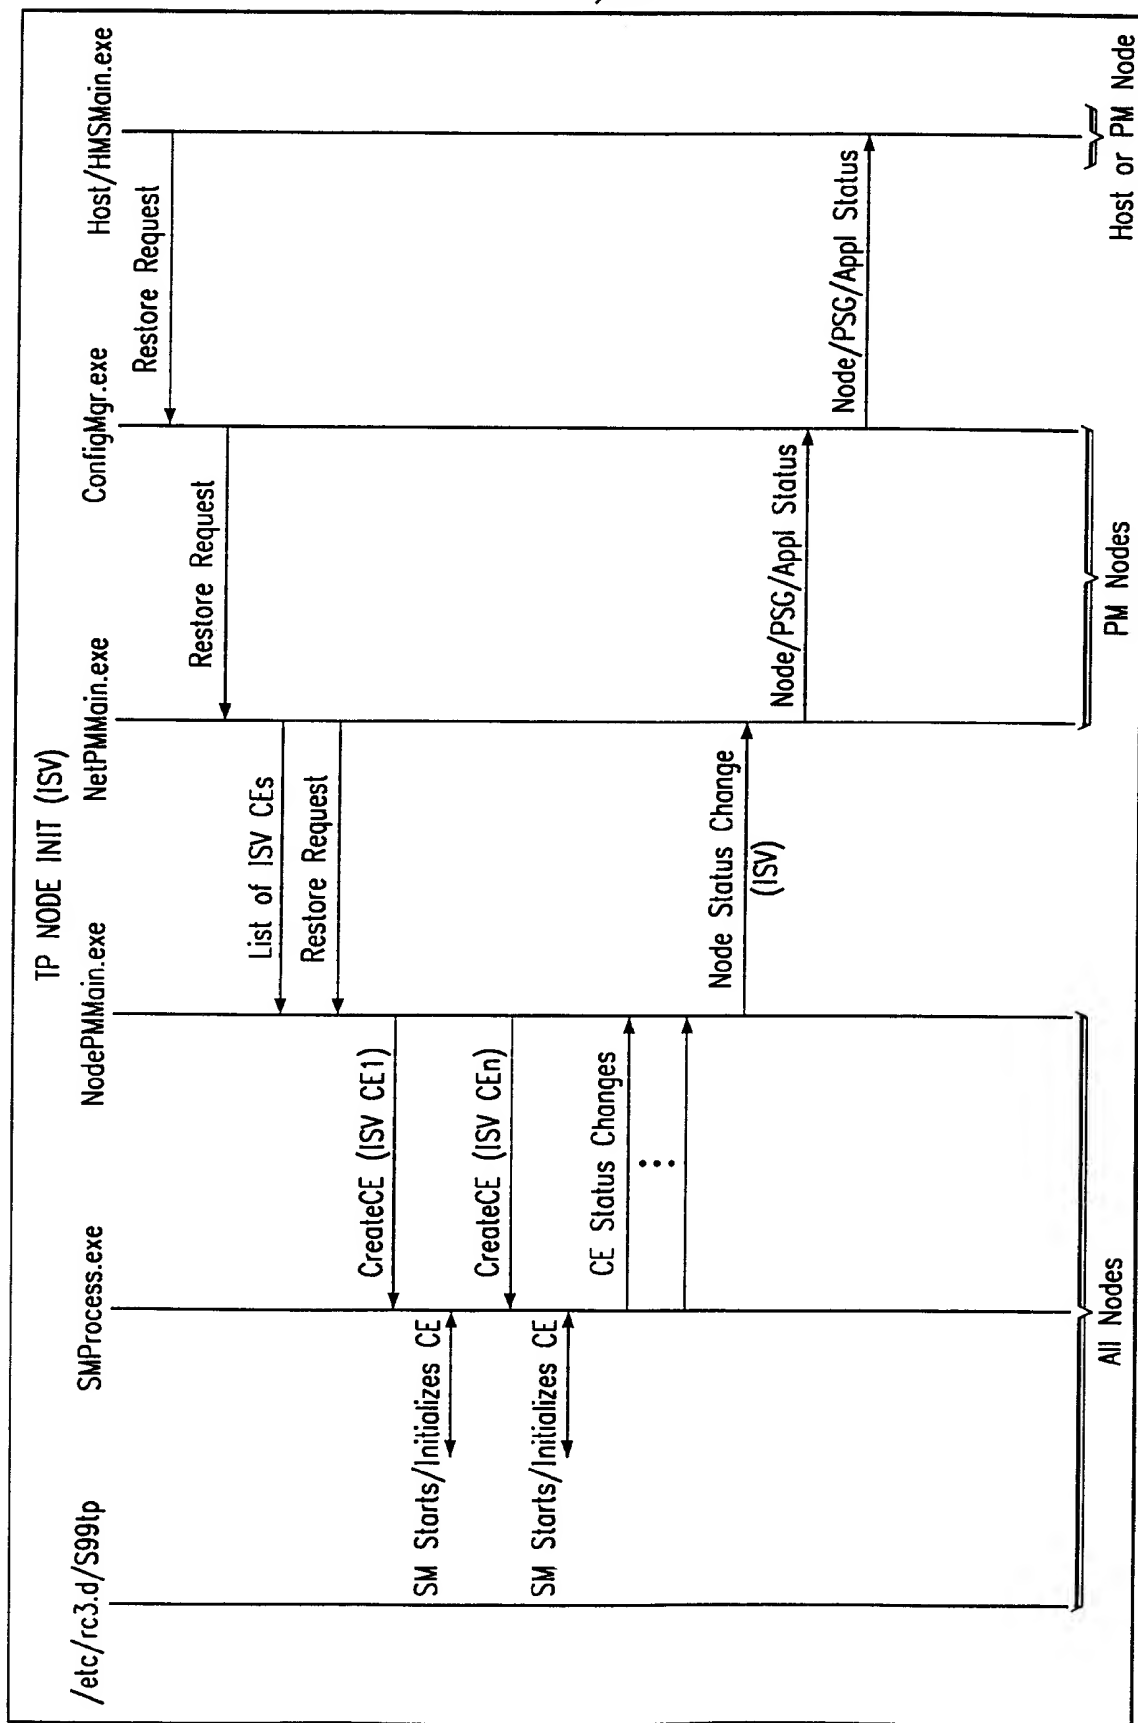 TP NODE INIT (ISV)
/etc/rc3.d/S99tp
SMProcess.exe
NodePMMain.exe
NetPMMain.exe
ConfigMgr.exe
Host/HMSMain.exe
Restore Request
Restore Request
List of ISV CEs
Restore Request
CreateCE (ISV CE1)
SM Starts/Initializes CE
CreateCE (ISV CEn)
SM Starts/Initializes CE
CE Status Changes
•••
Node Status Change
(ISV)
Node/PSG/Appl Status
Node/PSG/Appl Status
All Nodes
PM Nodes
Host or PM Node